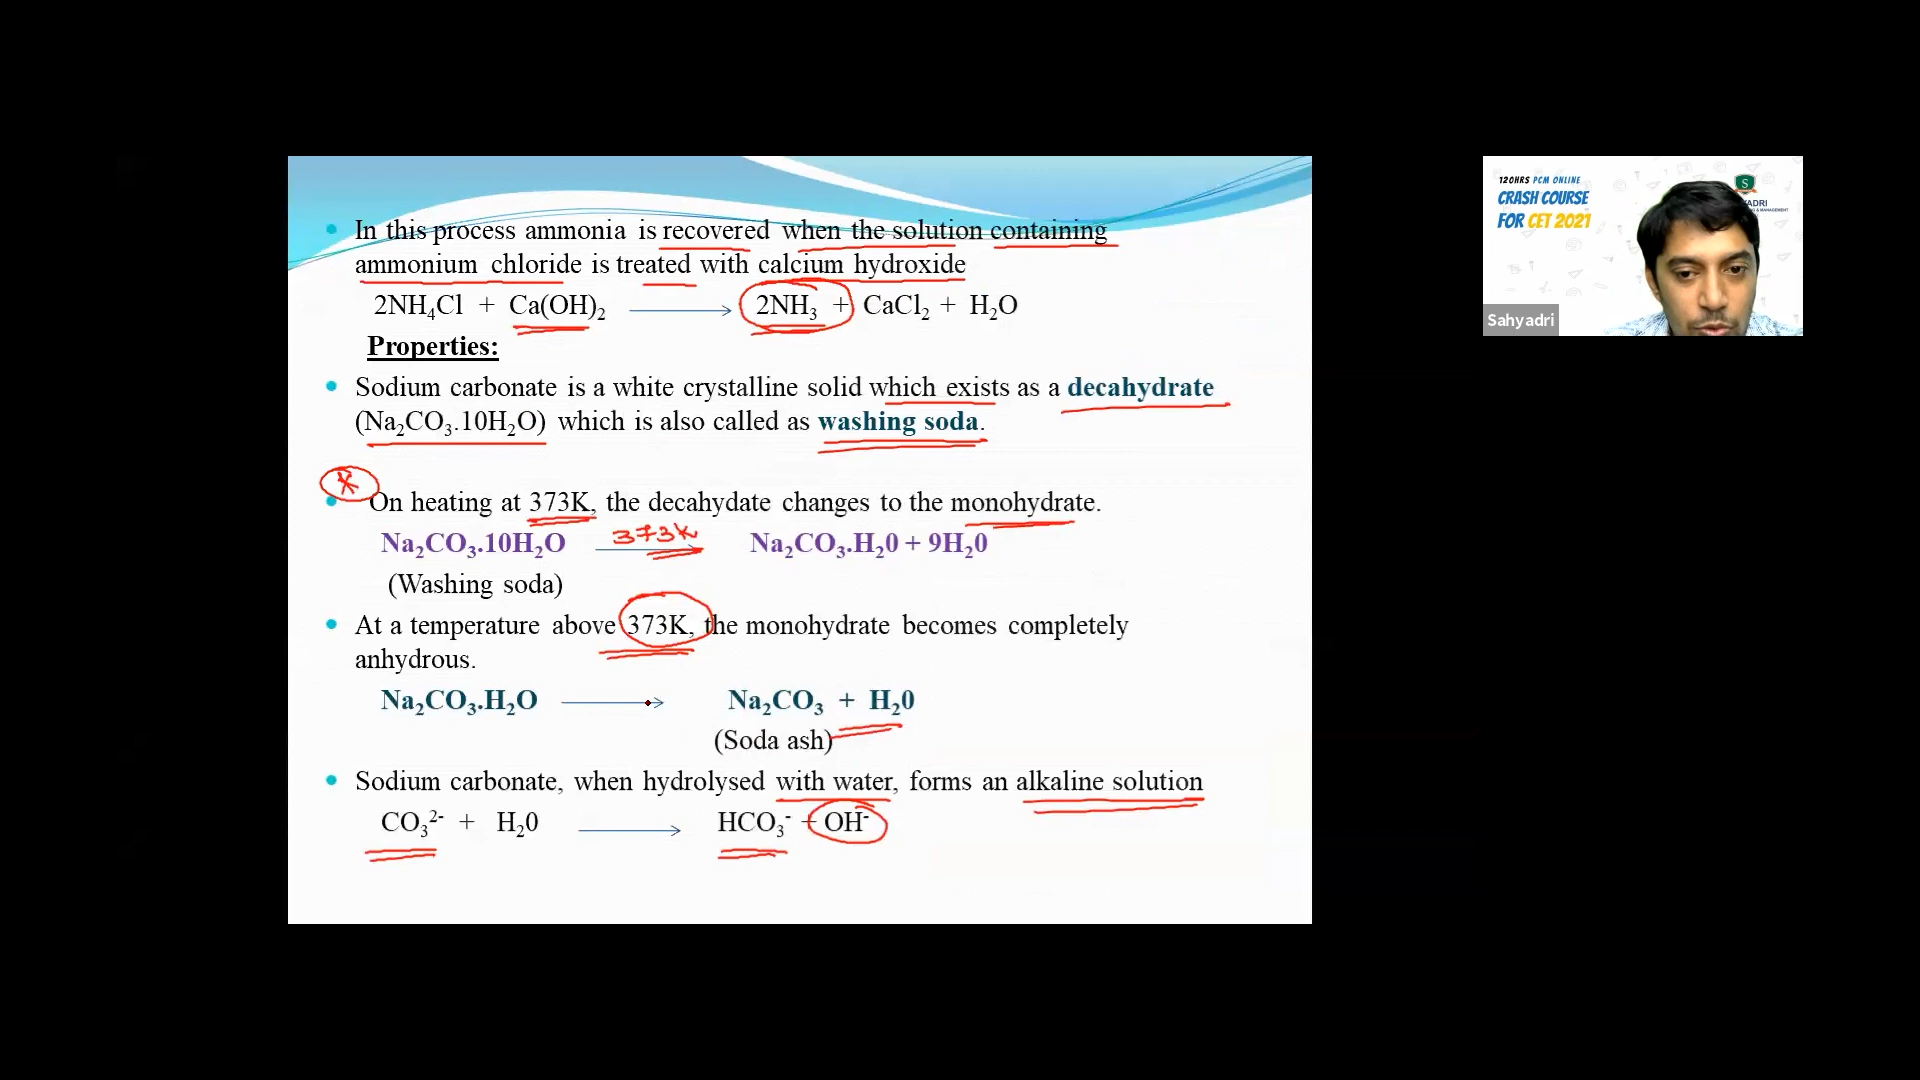 In this process ammonia is recovered when the solution containing
ammonium chloride is treated with calcium hydroxide
2NH₄Cl + Ca(OH)₂ ⟶ 2NH₃ + CaCl₂ + H₂O
Properties:
Sodium carbonate is a white crystalline solid which exists as a decahydrate
(Na₂CO₃.10H₂O) which is also called as washing soda.
On heating at 373K, the decahydate changes to the monohydrate.
373K
Na₂CO₃.10H₂O ⟶ Na₂CO₃.H₂0 + 9H₂0
(Washing soda)
At a temperature above 373K, the monohydrate becomes completely
anhydrous.
Na₂CO₃.H₂O ⟶ Na₂CO₃ + H₂0
(Soda ash)
Sodium carbonate, when hydrolysed with water, forms an alkaline solution
CO₃²⁻ + H₂0 ⟶ HCO₃⁻ + OH⁻
120HRS PCM ONLINE
CRASH COURSE
FOR CET 2021
S
Sahyadri